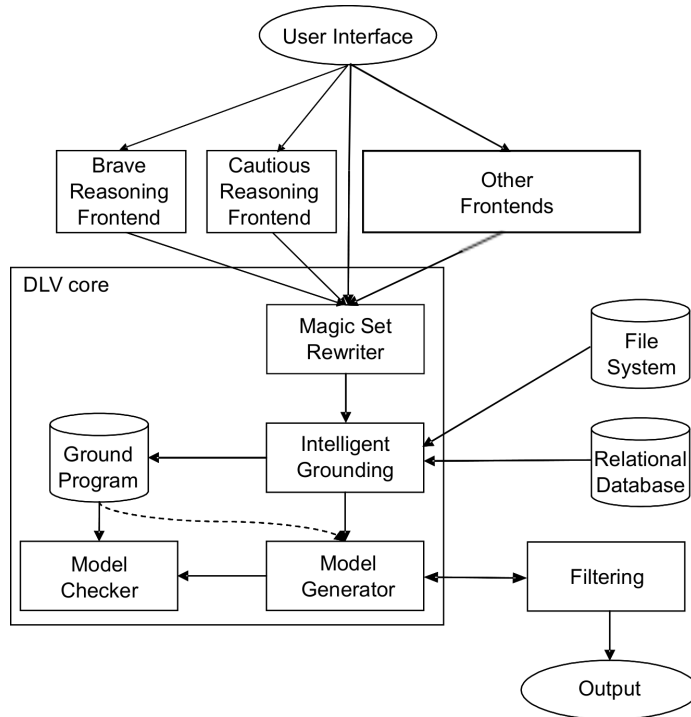 User Interface
Brave
Reasoning
Frontend
Cautious
Reasoning
Frontend
Other
Frontends
DLV core
Magic Set
Rewriter
File
System
Ground
Program
Intelligent
Grounding
Relational
Database
Model
Checker
Model
Generator
Filtering
Output